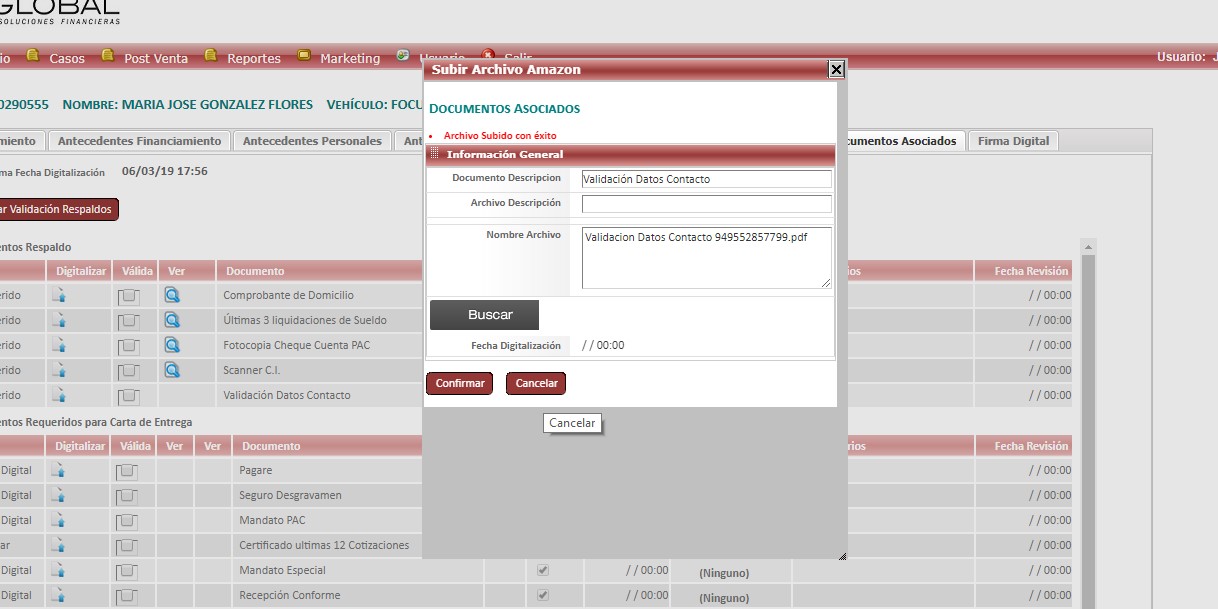 GLOBAL
SOLUCIONES FINANCIERAS
io Casos Post Venta Reportes Marketing Usuario Salir Usuario: J
0290555 NOMBRE: MARIA JOSE GONZALEZ FLORES VEHÍCULO: FOCU
miento Antecedentes Financiamiento Antecedentes Personales Ant cumentos Asociados Firma Digital
ma Fecha Digitalización 06/03/19 17:56
ar Validación Respaldos
Subir Archivo Amazon
DOCUMENTOS ASOCIADOS
Archivo Subido con éxito
Información General
Documento Descripcion Validación Datos Contacto
Archivo Descripción
Nombre Archivo Validacion Datos Contacto 949552857799.pdf
Buscar
Fecha Digitalización / / 00:00
Confirmar Cancelar
Cancelar
entos Respaldo
Digitalizar Válida Ver Documento ios Fecha Revisión
erido Comprobante de Domicilio / / 00:00
erido Últimas 3 liquidaciones de Sueldo / / 00:00
erido Fotocopia Cheque Cuenta PAC / / 00:00
erido Scanner C.I. / / 00:00
erido Validación Datos Contacto / / 00:00
entos Requeridos para Carta de Entrega
Digitalizar Válida Ver Ver Documento rios Fecha Revisión
Digital Pagare / / 00:00
Digital Seguro Desgravamen / / 00:00
Digital Mandato PAC / / 00:00
ar Certificado ultimas 12 Cotizaciones / / 00:00
Digital Mandato Especial / / 00:00 (Ninguno) / / 00:00
Digital Recepción Conforme / / 00:00 (Ninguno) / / 00:00